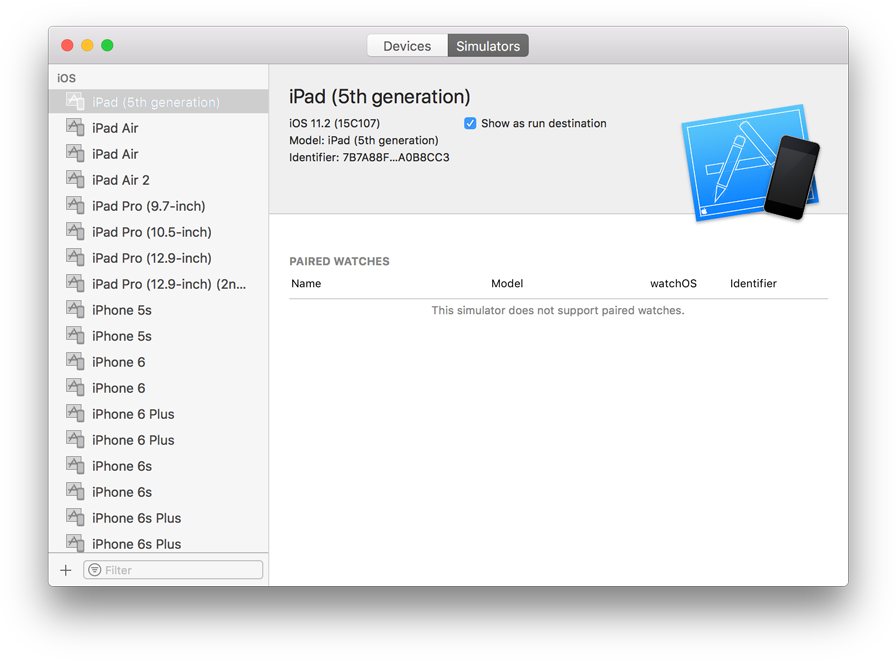 Devices
Simulators
iOS
iPad (5th generation)
iPad Air
iPad Air
iPad Air 2
iPad Pro (9.7-inch)
iPad Pro (10.5-inch)
iPad Pro (12.9-inch)
iPad Pro (12.9-inch) (2n...
iPhone 5s
iPhone 5s
iPhone 6
iPhone 6
iPhone 6 Plus
iPhone 6 Plus
iPhone 6s
iPhone 6s
iPhone 6s Plus
iPhone 6s Plus
Filter
iPad (5th generation)
iOS 11.2 (15C107)
Show as run destination
Model: iPad (5th generation)
Identifier: 7B7A88F...A0B8CC3
PAIRED WATCHES
Name Model watchOS Identifier
This simulator does not support paired watches.